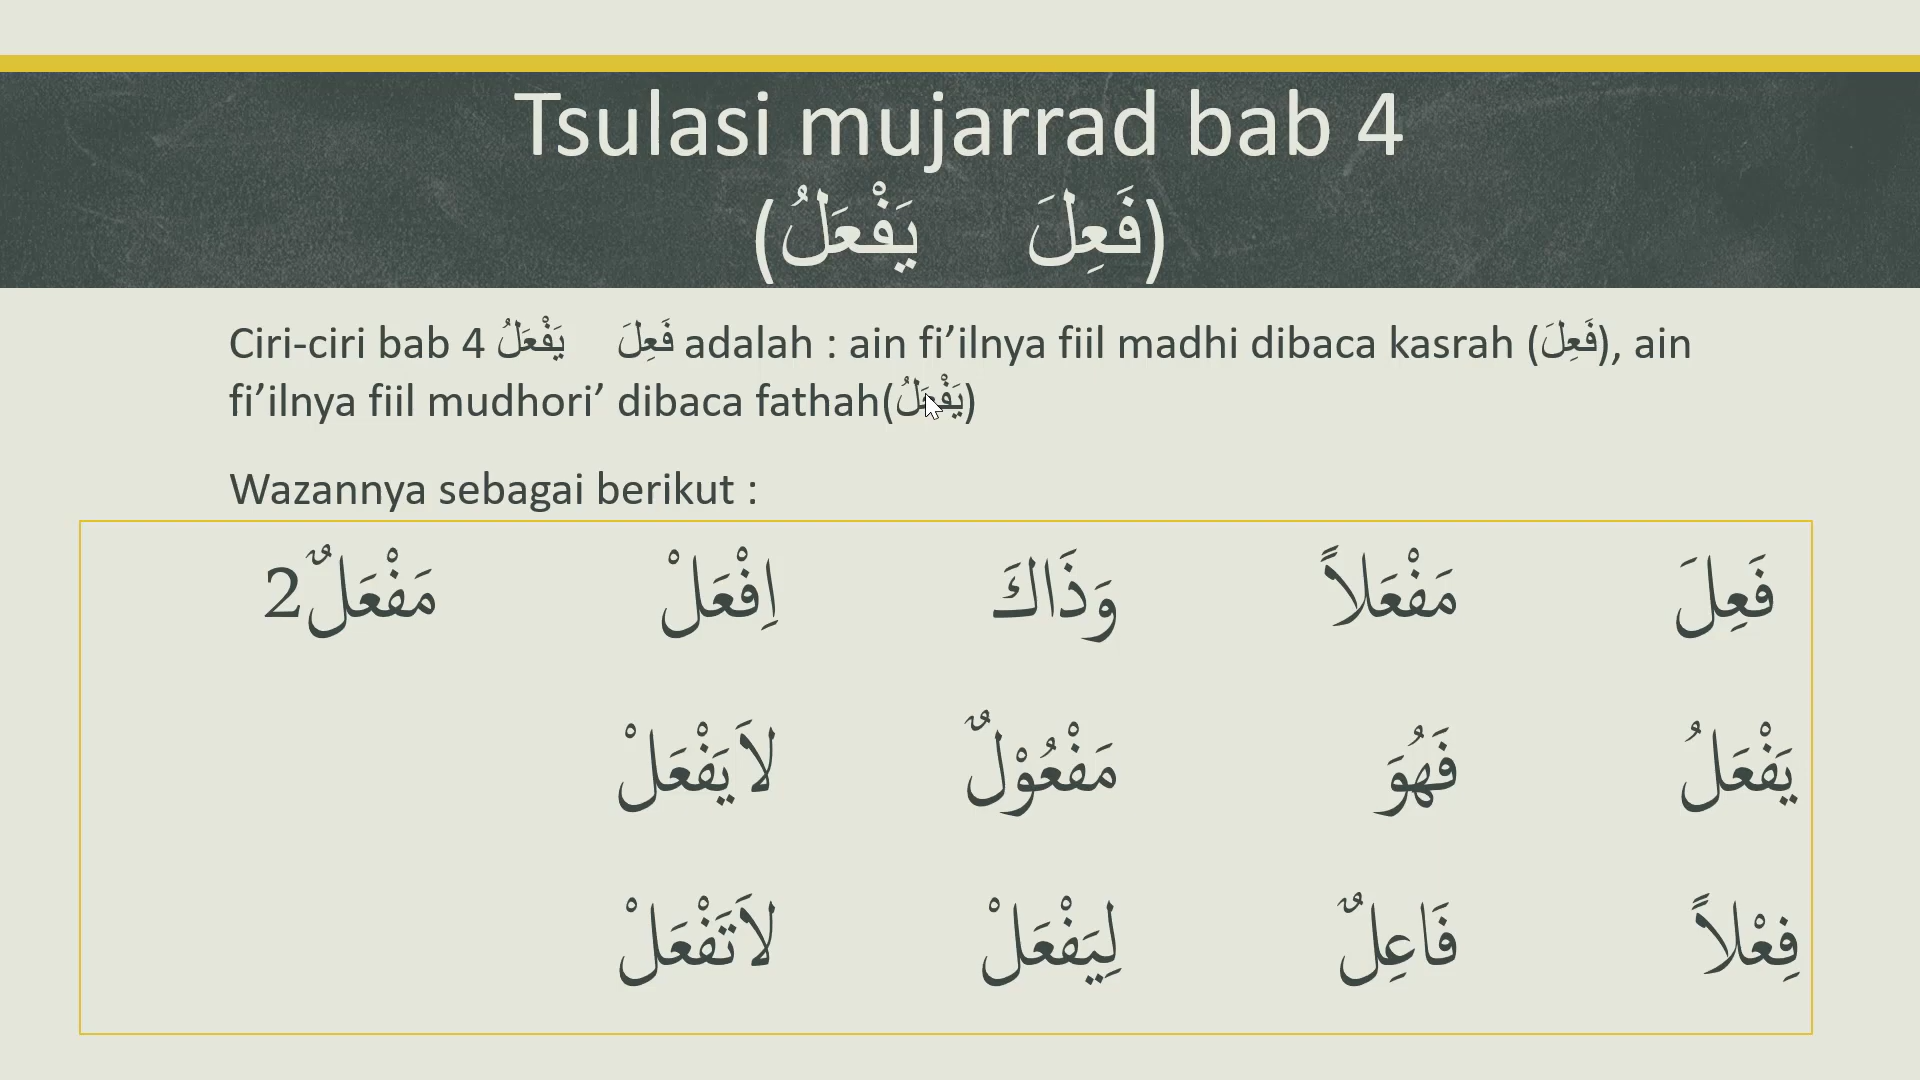 Tsulasi mujarrad bab 4
(فَعِلَ يَفْعَلُ)
Ciri-ciri bab 4 فَعِلَ يَفْعَلُ adalah : ain fi’ilnya fiil madhi dibaca kasrah (فَعِلَ), ain
fi’ilnya fiil mudhori’ dibaca fathah(يَفْعَلُ)
Wazannya sebagai berikut :
فَعِلَ مَفْعَلاً وَذَاكَ اِفْعَلْ مَفْعَلٌ2
يَفْعَلُ فَهُوَ مَفْعُوْلٌ لاَيَفْعَلْ
فِعْلاً فَاعِلٌ لِيَفْعَلْ لاَتَفْعَلْ